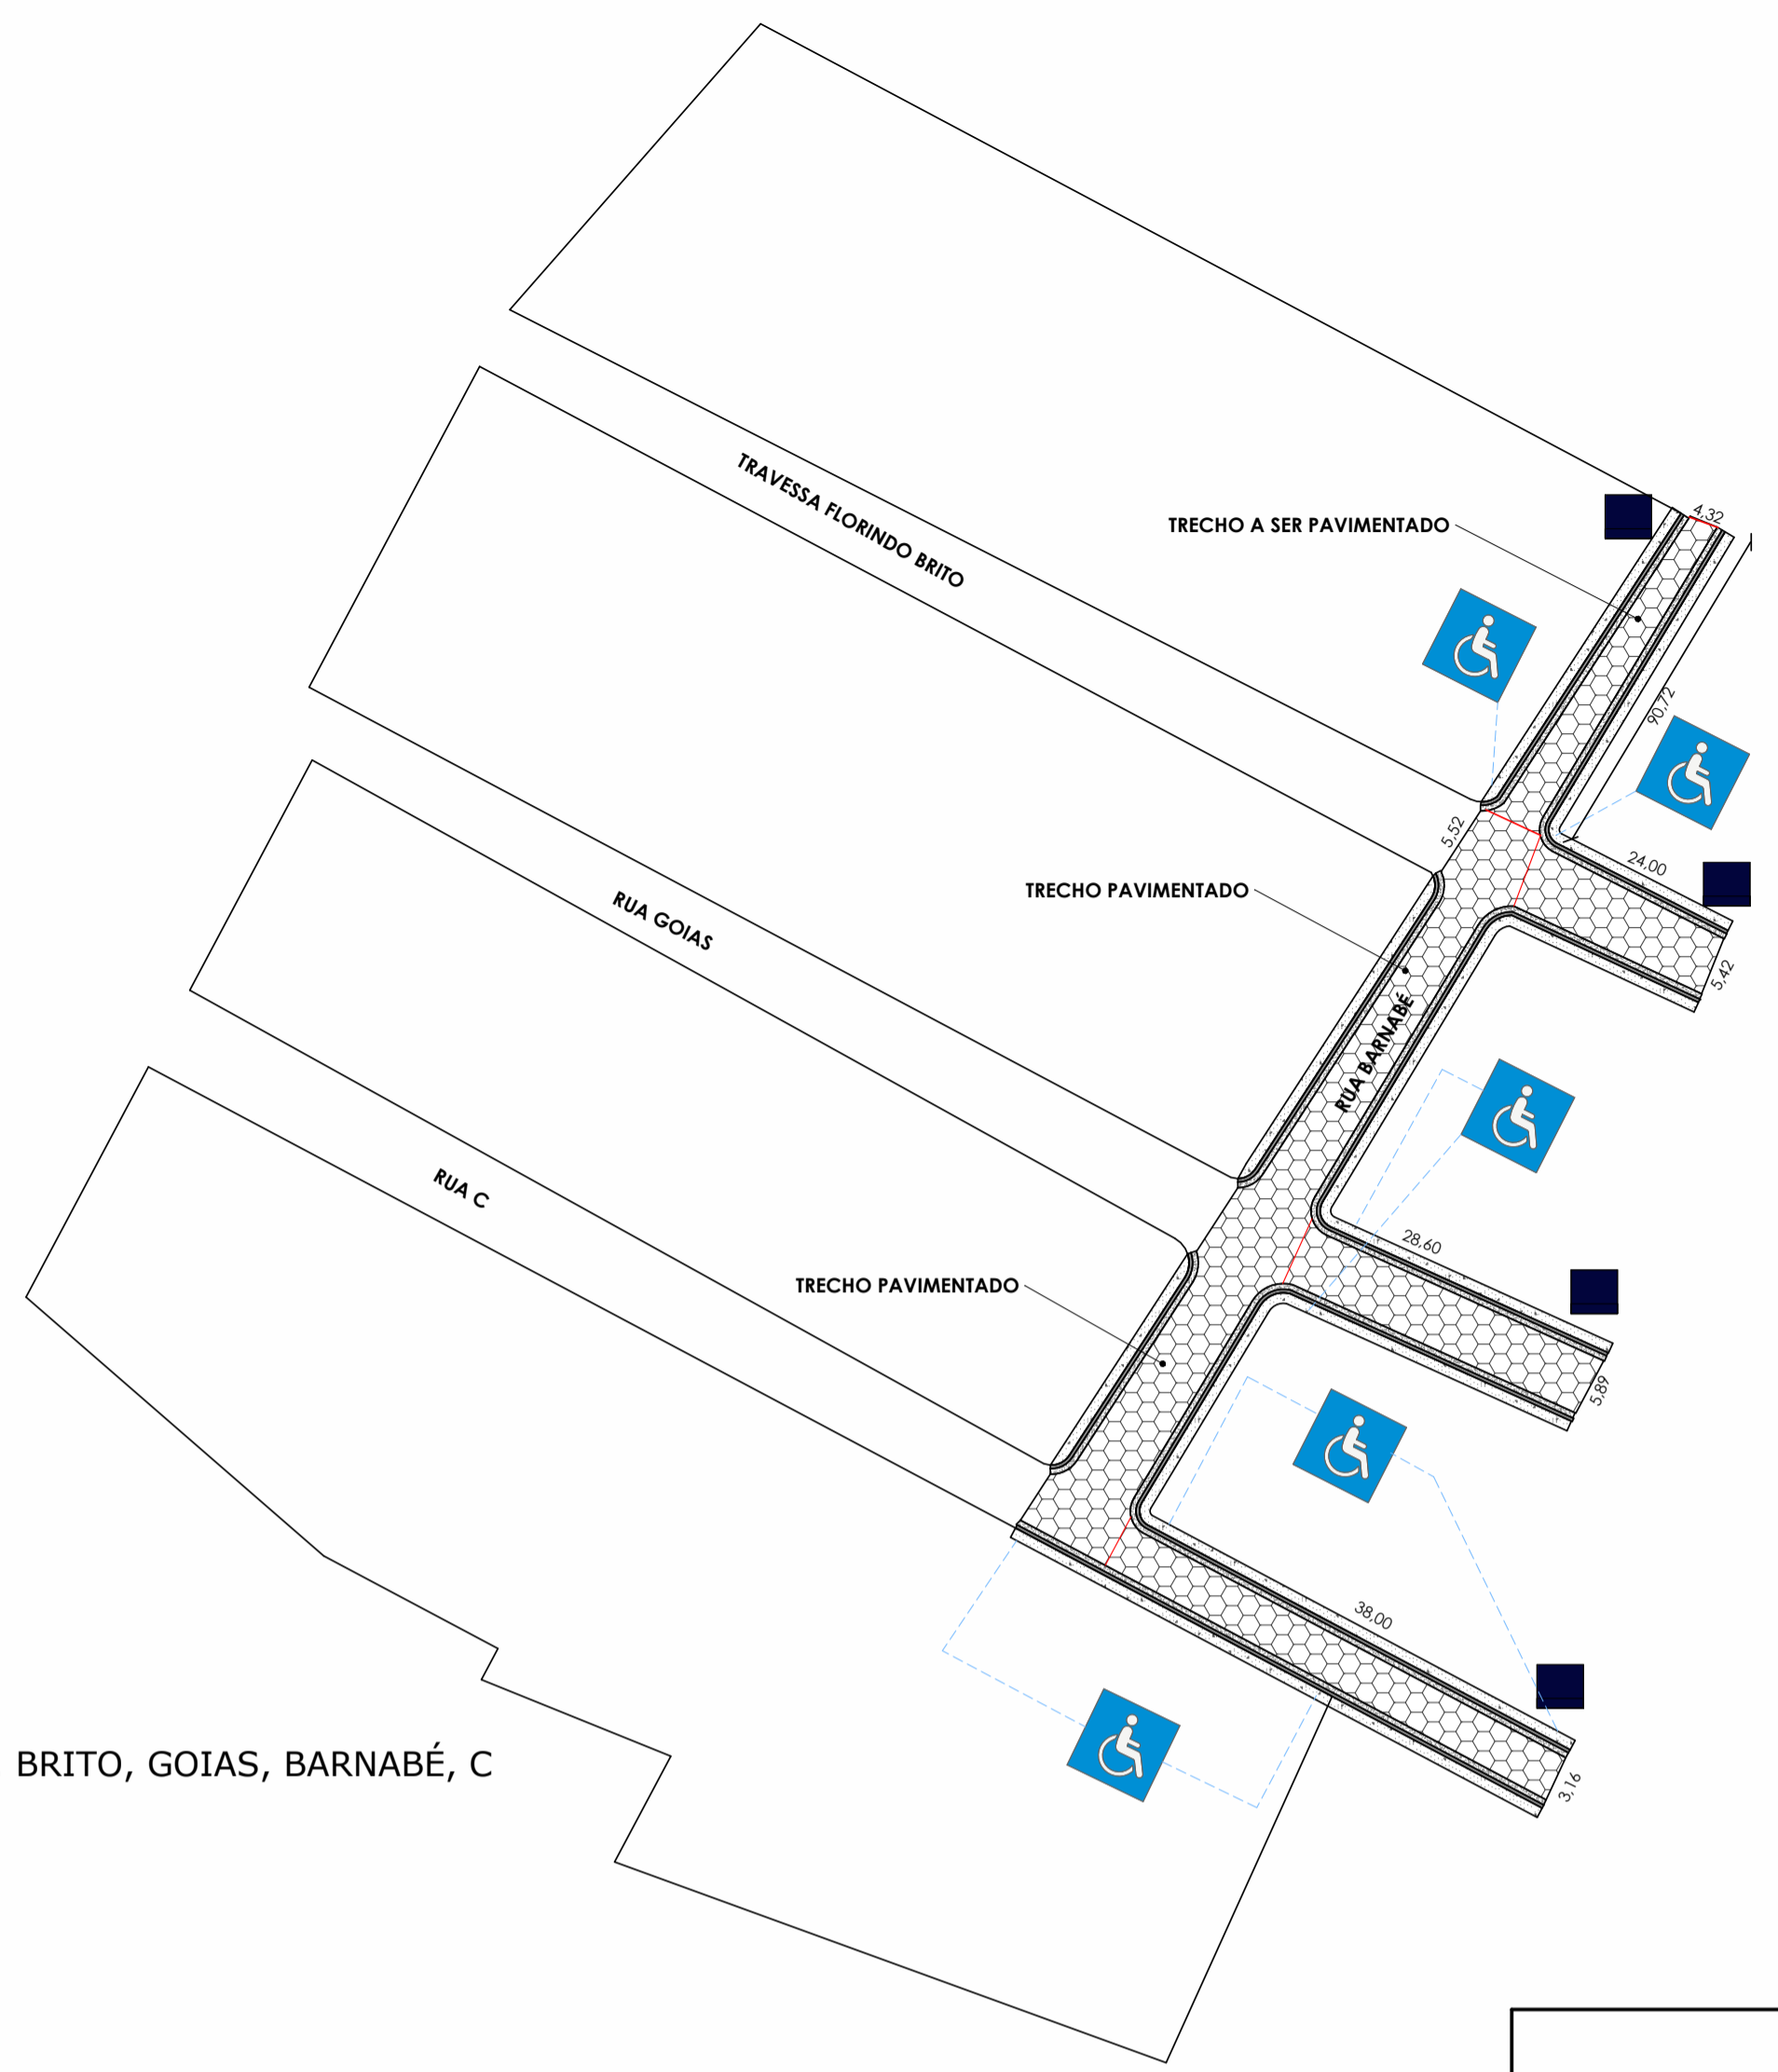 4,32
TRAVESSA FLORINDO BRITO
TRECHO A SER PAVIMENTADO
90,72
5,52
24,00
TRECHO PAVIMENTADO
RUA GOIAS
5,42
RUA BARNABÉ
RUA C
28,60
TRECHO PAVIMENTADO
5,89
38,00
BRITO, GOIAS, BARNABÉ, C
3,16